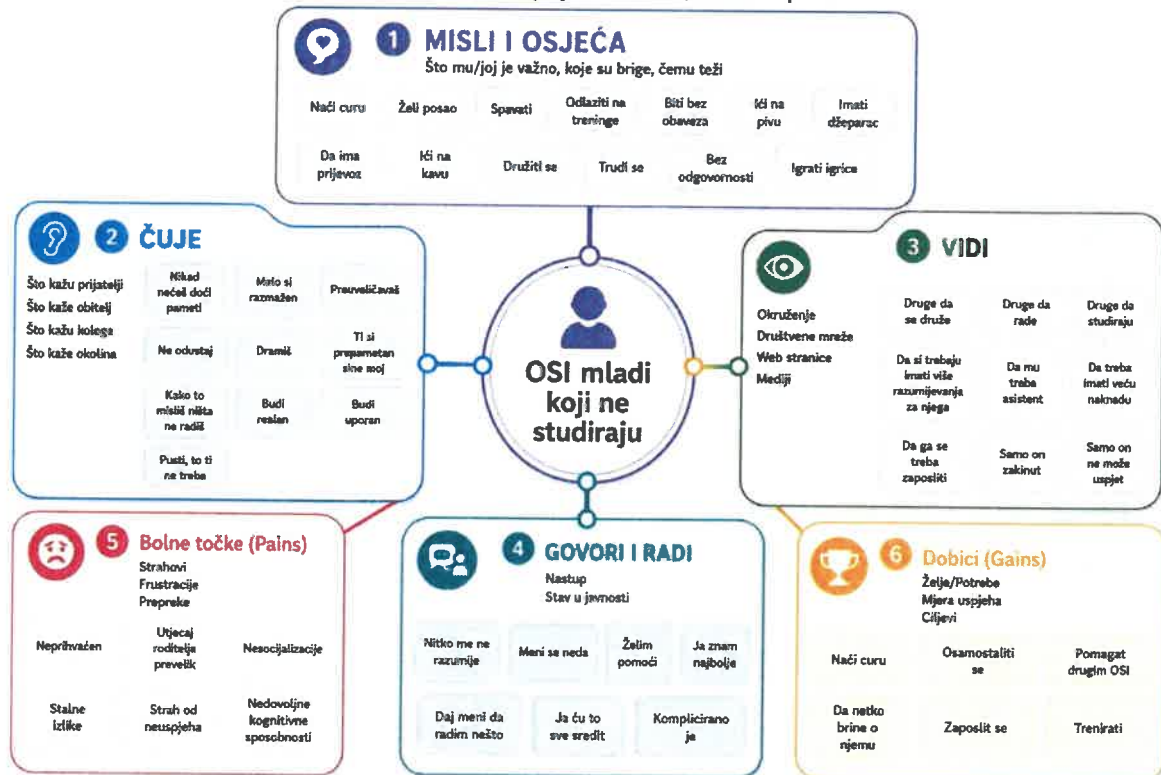 1 MISLI I OSJEĆA
Što mu/joj je važno, koje su brige, čemu teži
Naći curu
Želi posao
Spavati
Odlaziti na
treninge
Biti bez
obaveza
Ići na
pivu
Imati
džeparac
Da ima
prijevoz
Ići na
kavu
Družiti se
Trudi se
Bez
odgovornosti
Igrati igrice
2 ČUJE
Što kažu prijatelji
Što kaže obitelj
Što kažu kolege
Što kaže okolina
Nikad
nećeš doći
pameti
Malo si
razmažen
Preuveličavaš
Ne odustaj
Dramiš
Ti si
prepametan
sine moj
Kako to
misliš ništa
ne radiš
Budi
realan
Budi
uporan
Pusti, to ti
ne treba
OSI mladi
koji ne
studiraju
3 VIDI
Okruženje
Društvene mreže
Web stranice
Mediji
Druge da
se druže
Druge da
rade
Druge da
studiraju
Da si trebaju
imati više
razumijevanja
za njega
Da mu
treba
asistent
Da treba
imati veću
naknadu
Da ga se
treba
zaposliti
Samo on
zakinut
Samo on
ne može
uspjet
5 Bolne točke (Pains)
Strahovi
Frustracije
Prepreke
Neprihvaćen
Utjecaj
roditelja
prevelik
Nesocijalizacije
Stalne
izlike
Strah od
neuspjeha
Nedovoljne
kognitivne
sposobnosti
4 GOVORI I RADI
Nastup
Stav u javnosti
Nitko me ne
razumije
Meni se neda
Želim
pomoći
Ja znam
najbolje
Daj meni da
radim nešto
Ja ću to
sve sredit
Komplicirano
je
6 Dobici (Gains)
Želje/Potrebe
Mjera uspjeha
Ciljevi
Naći curu
Osamostaliti
se
Pomagat
drugim OSI
Da netko
brine o
njemu
Zaposlit se
Trenirati